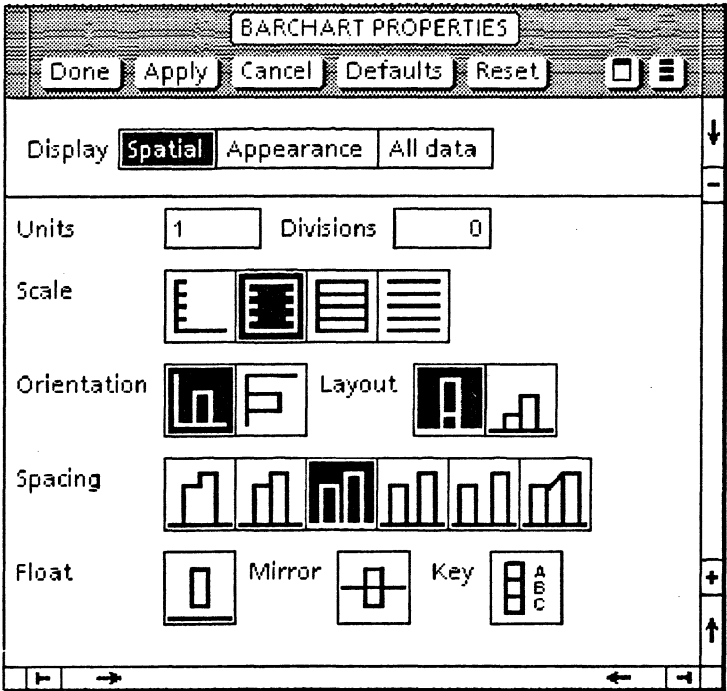 BARCHART PROPERTIES
Done Apply Cancel Defaults Reset
Display Spatial Appearance All data
Units 1 Divisions 0
Scale
Orientation Layout
Spacing
Float Mirror Key A
B
C